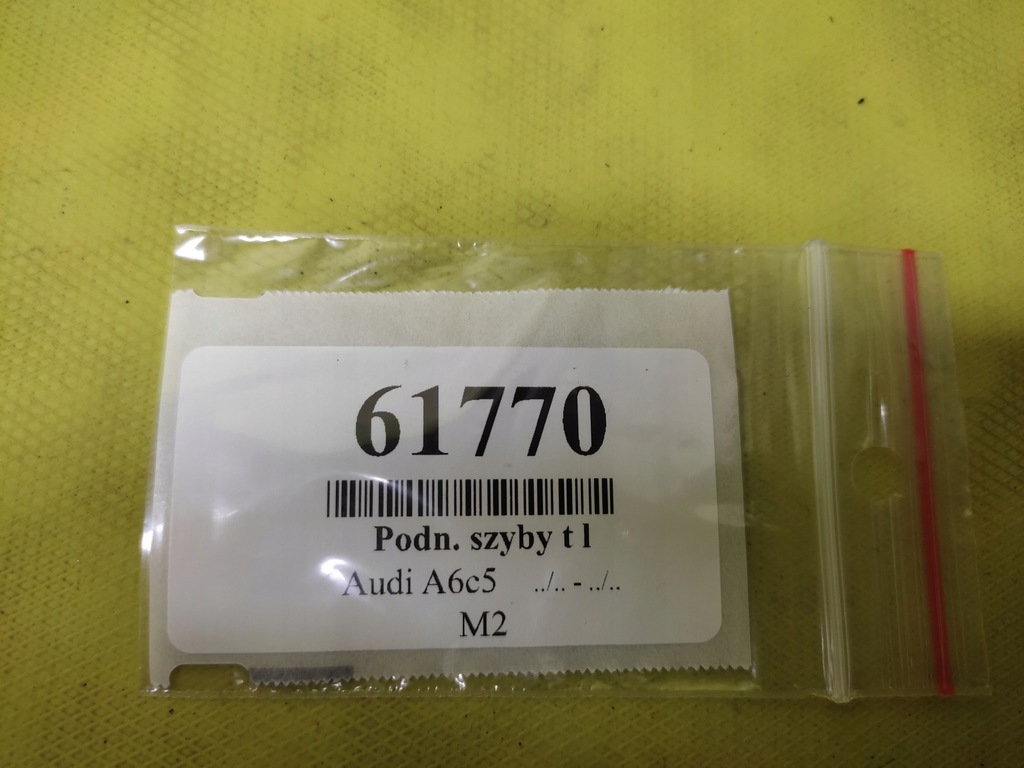 61770
Podn. szyby t l
Audi A6c5 ../.. - ../..
M2